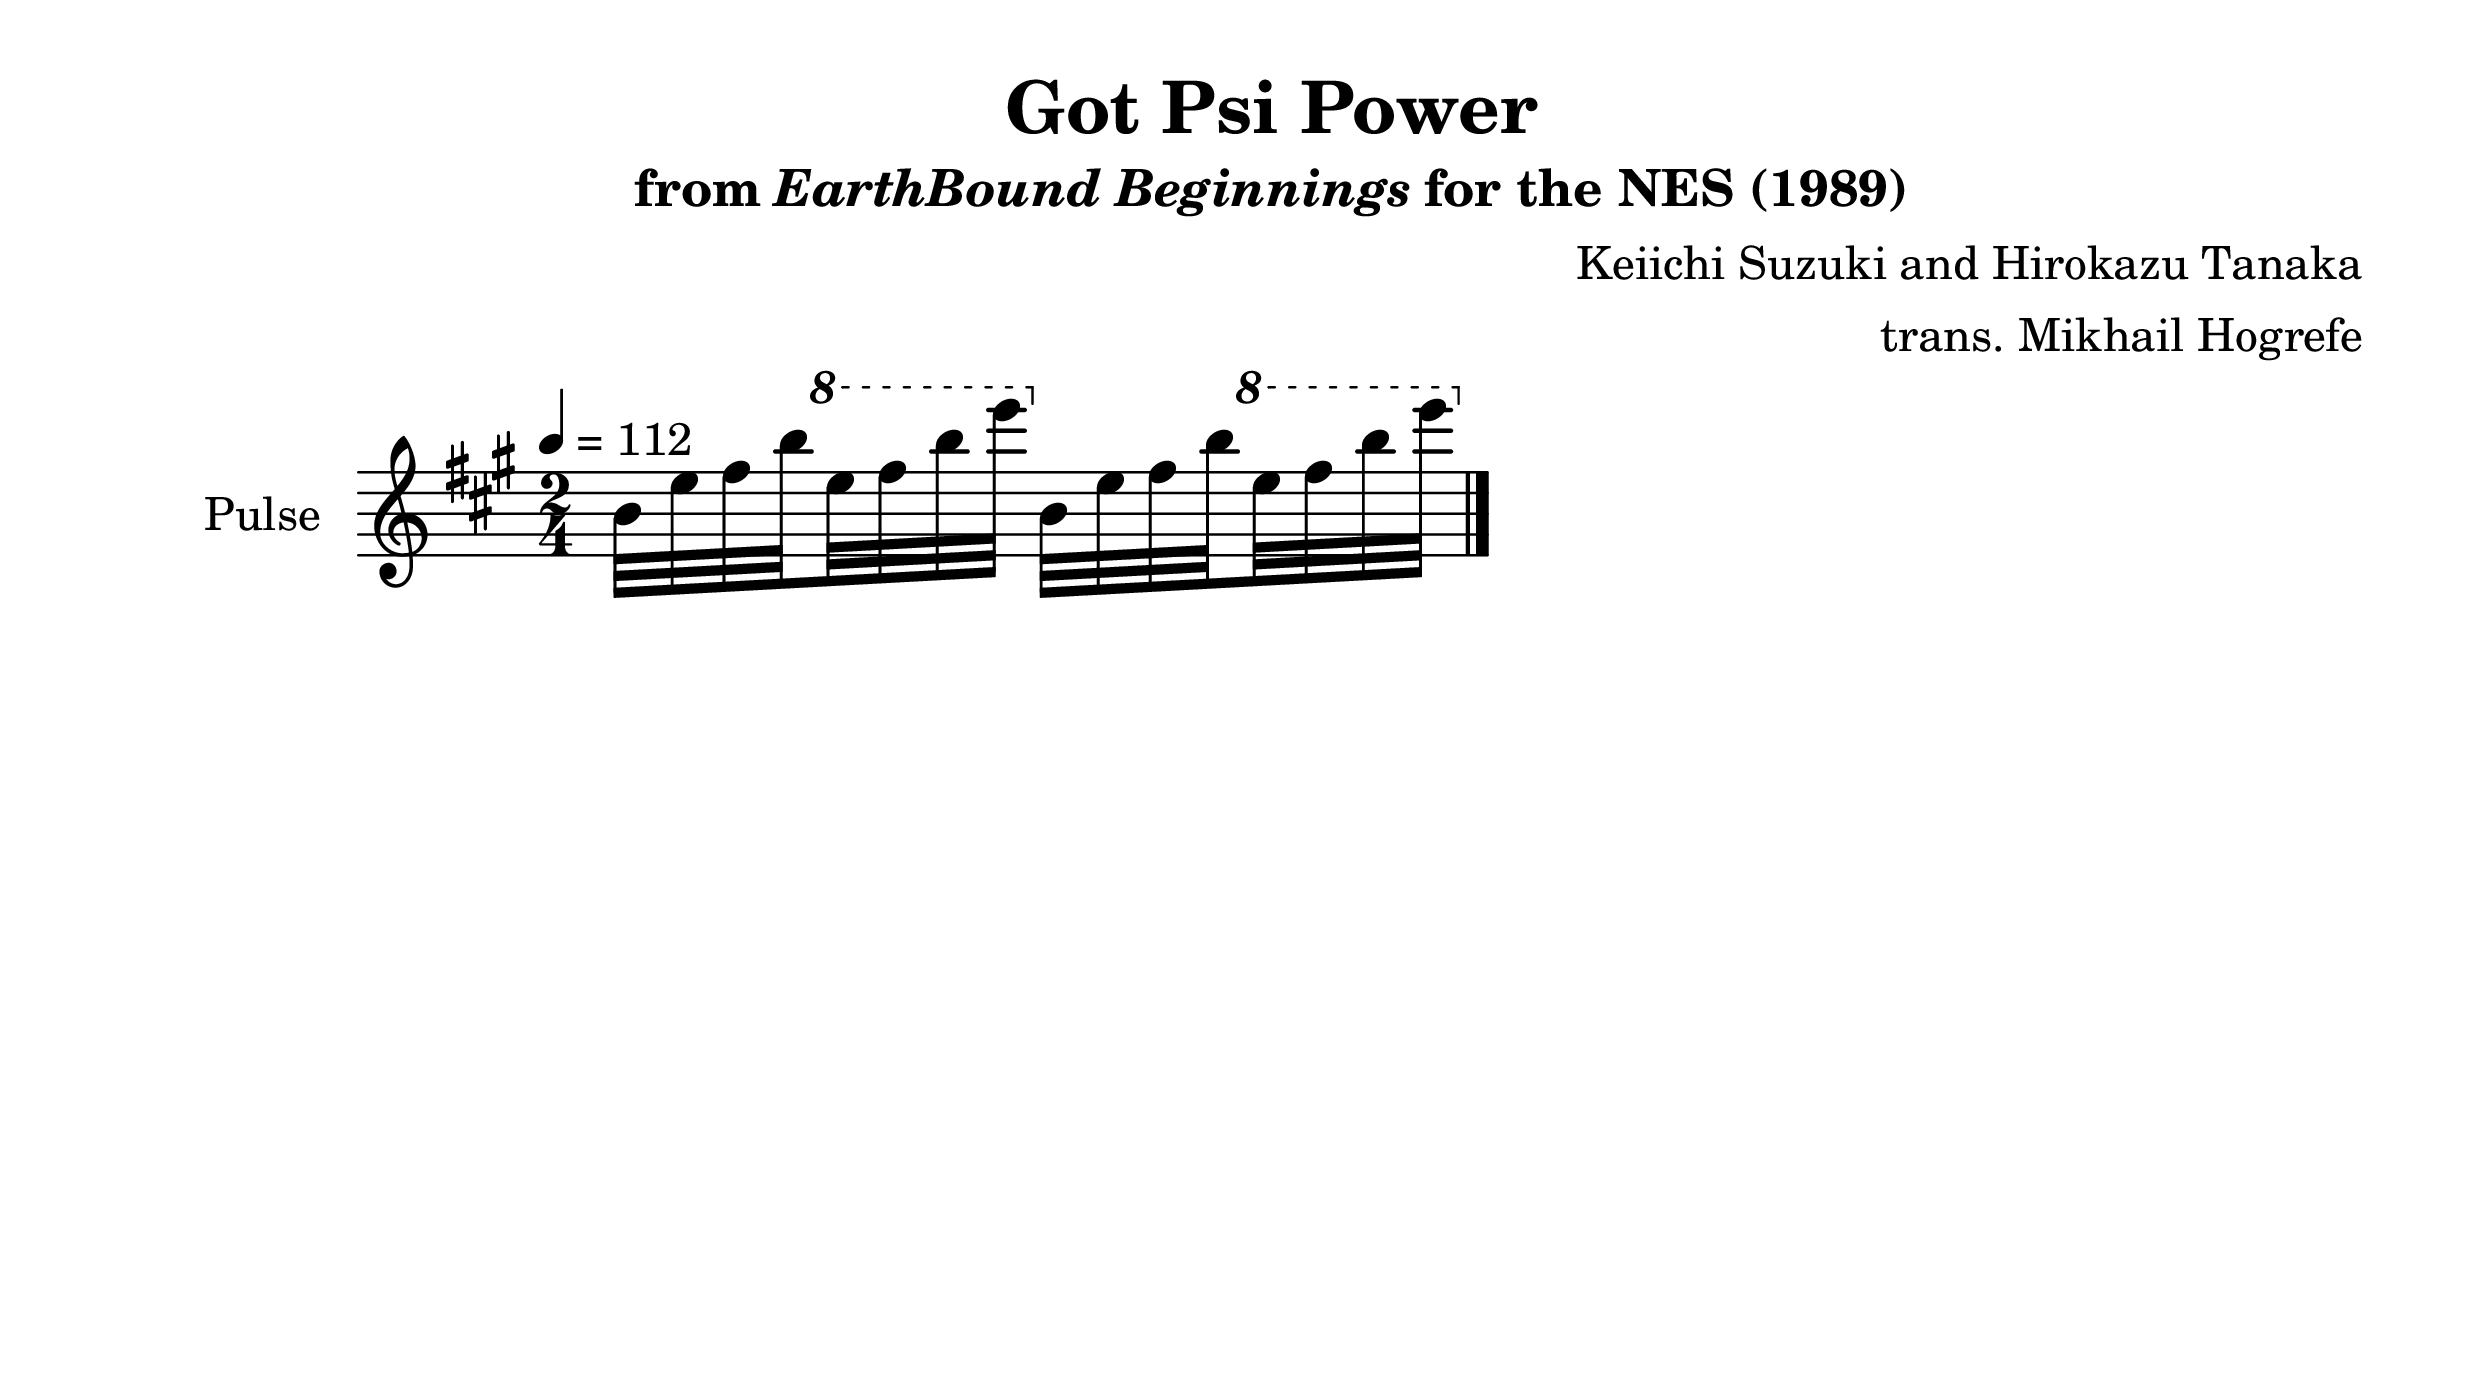 Got Psi Power
from EarthBound Beginnings for the NES (1989)
Keiichi Suzuki and Hirokazu Tanaka
trans. Mikhail Hogrefe
8 8
= 112
Pulse
2
4